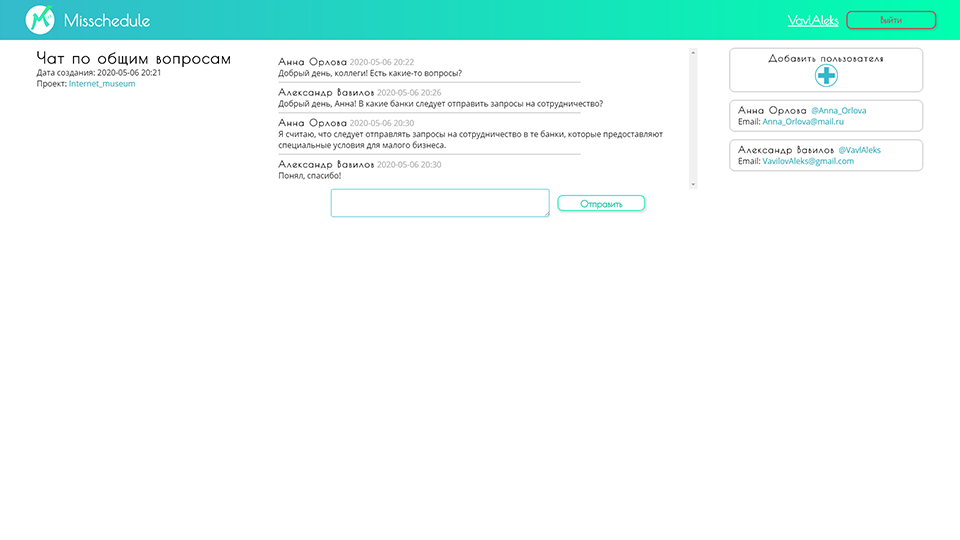 Misschedule
VavlAleks
Выйти
Чат по общим вопросам
Дата создания: 2020-05-06 20:21
Проект: Internet_museum
Анна Орлова 2020-05-06 20:22
Добрый день, коллеги! Есть какие-то вопросы?
Александр Вавилов 2020-05-06 20:26
Добрый день, Анна! В какие банки следует отправить запросы на сотрудничество?
Анна Орлова 2020-05-06 20:30
Я считаю, что следует отправлять запросы на сотрудничество в те банки, которые предоставляют
специальные условия для малого бизнеса.
Александр Вавилов 2020-05-06 20:30
Понял, спасибо!
Отправить
Добавить пользователя
Анна Орлова @Anna_Orlova
Email: Anna_Orlova@mail.ru
Александр Вавилов @VavlAleks
Email: VavilovAleks@gmail.com